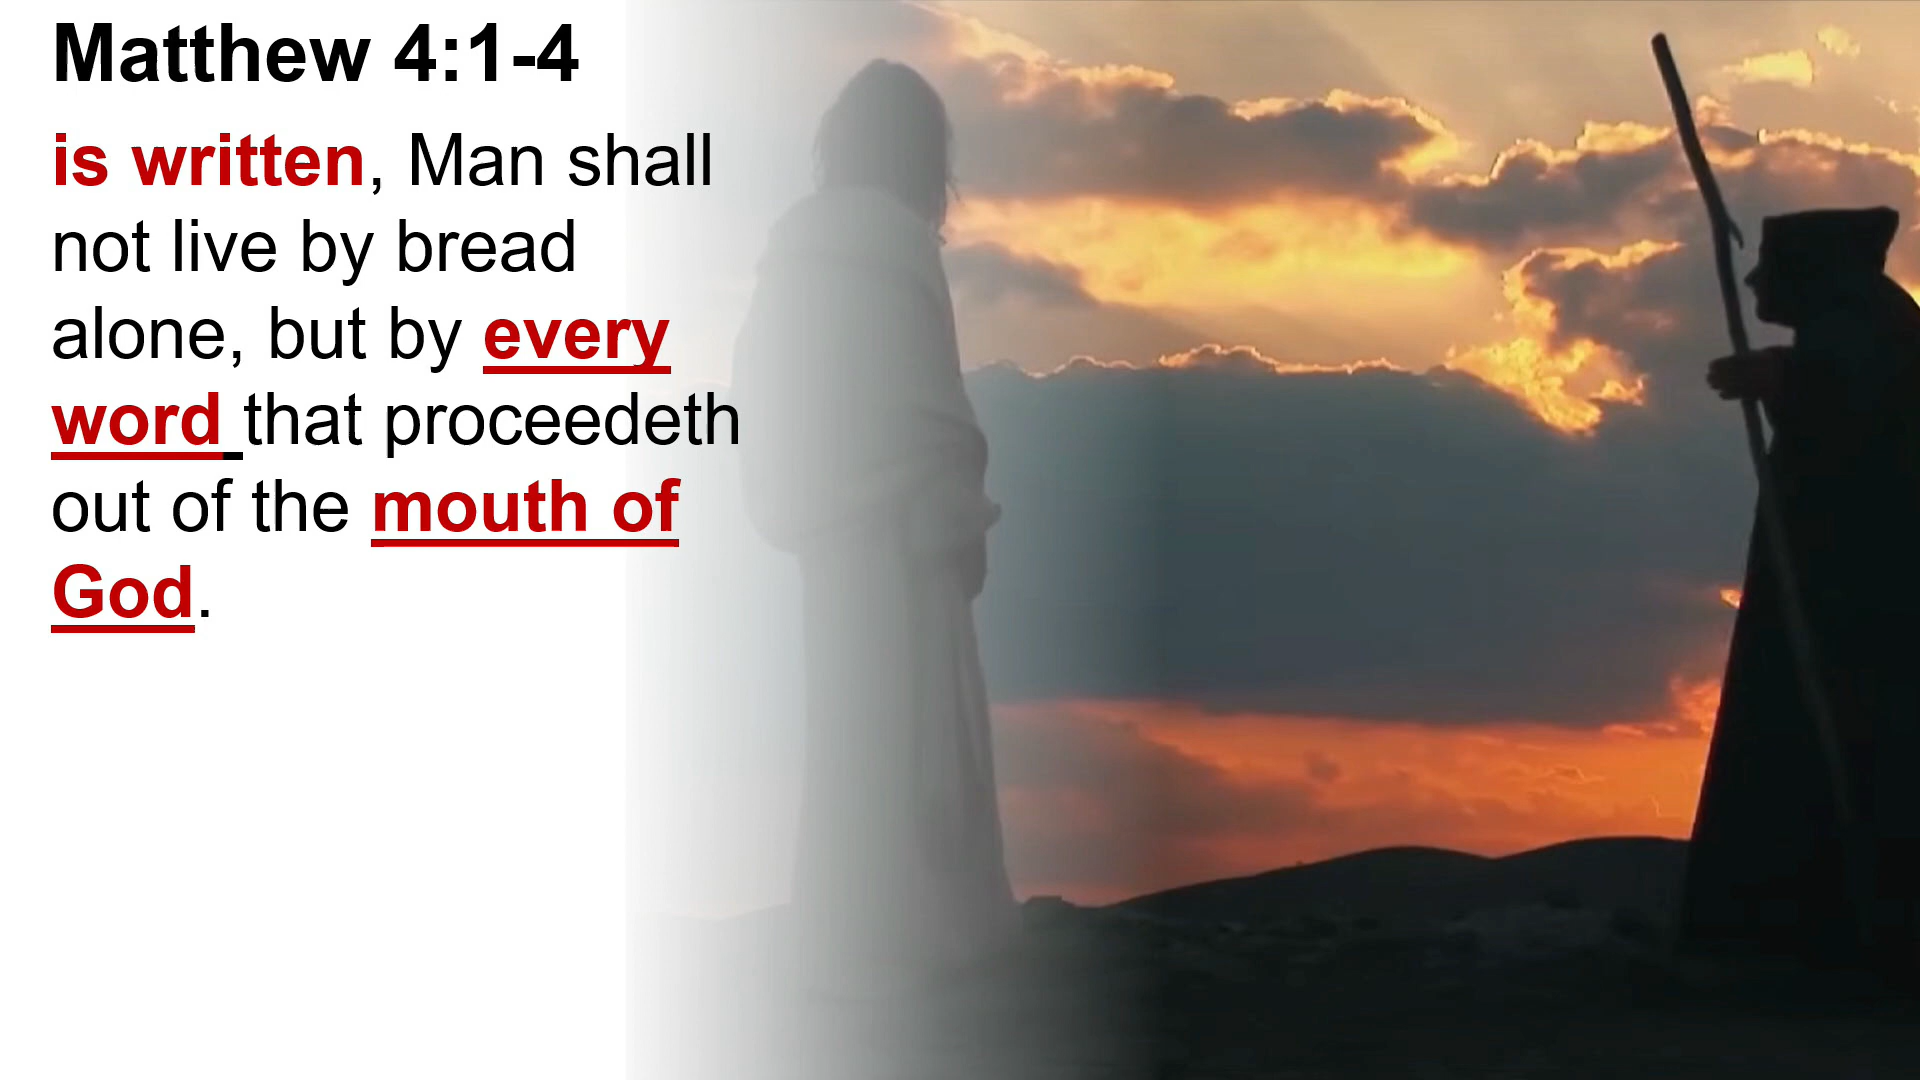 Matthew 4:1-4
is written, Man shall
not live by bread
alone, but by every
word that proceedeth
out of the mouth of
God.